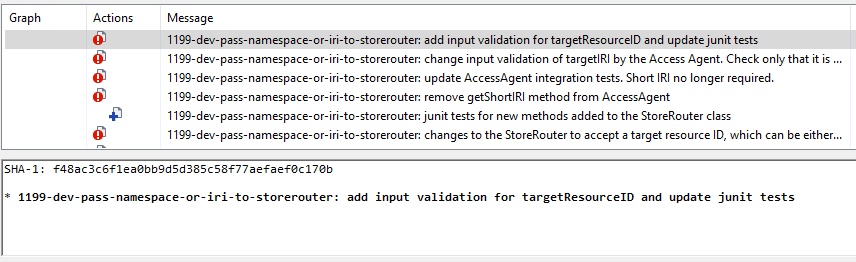 Graph Actions Message
1199-dev-pass-namespace-or-iri-to-storerouter: add input validation for targetResourceID and update junit tests
1199-dev-pass-namespace-or-iri-to-storerouter: change input validation of targetIRI by the Access Agent. Check only that it is ...
1199-dev-pass-namespace-or-iri-to-storerouter: update AccessAgent integration tests. Short IRI no longer required.
1199-dev-pass-namespace-or-iri-to-storerouter: remove getShortIRI method from AccessAgent
1199-dev-pass-namespace-or-iri-to-storerouter: junit tests for new methods added to the StoreRouter class
1199-dev-pass-namespace-or-iri-to-storerouter: changes to the StoreRouter to accept a target resource ID, which can be either...
SHA-1: f48ac3c6f1ea0bb9d5d385c58f77aefaef0c170b
* 1199-dev-pass-namespace-or-iri-to-storerouter: add input validation for targetResourceID and update junit tests